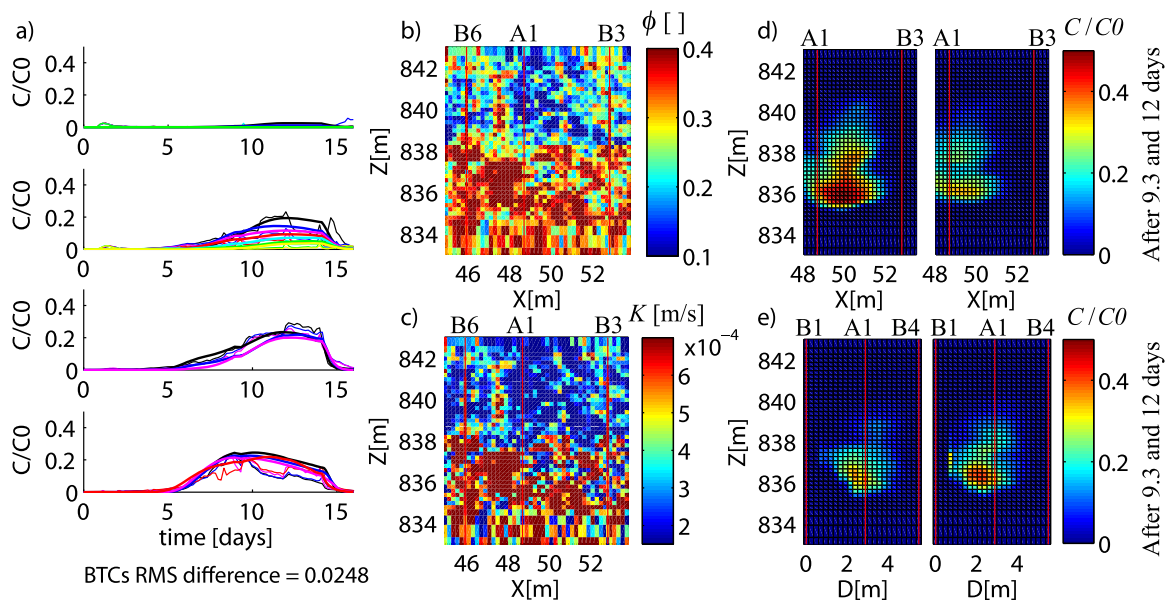 a)
C/C0
0.4
0.2
0
0 5 10 15
C/C0
0.4
0.2
0
0 5 10 15
C/C0
0.4
0.2
0
0 5 10 15
C/C0
0.4
0.2
0
0 5 10 15
time [days]
BTCs RMS difference = 0.0248
b)
ϕ [ ]
B6 A1 B3
Z[m]
842
840
838
836
834
46 48 50 52
X[m]
0.4
0.3
0.2
0.1
c)
K [m/s]
B6 A1 B3
x10⁻⁴
Z[m]
842
840
838
836
834
46 48 50 52
X[m]
6
5
4
3
2
d)
C/C0
A1 B3 A1 B3
Z[m]
842
840
838
836
834
48 50 52 48 50 52
X[m] X[m]
0.4
0.2
0
After 9.3 and 12 days
e)
C/C0
B1 A1 B4 B1 A1 B4
Z[m]
842
840
838
836
834
0 2 4 0 2 4
D[m] D[m]
0.4
0.2
0
After 9.3 and 12 days